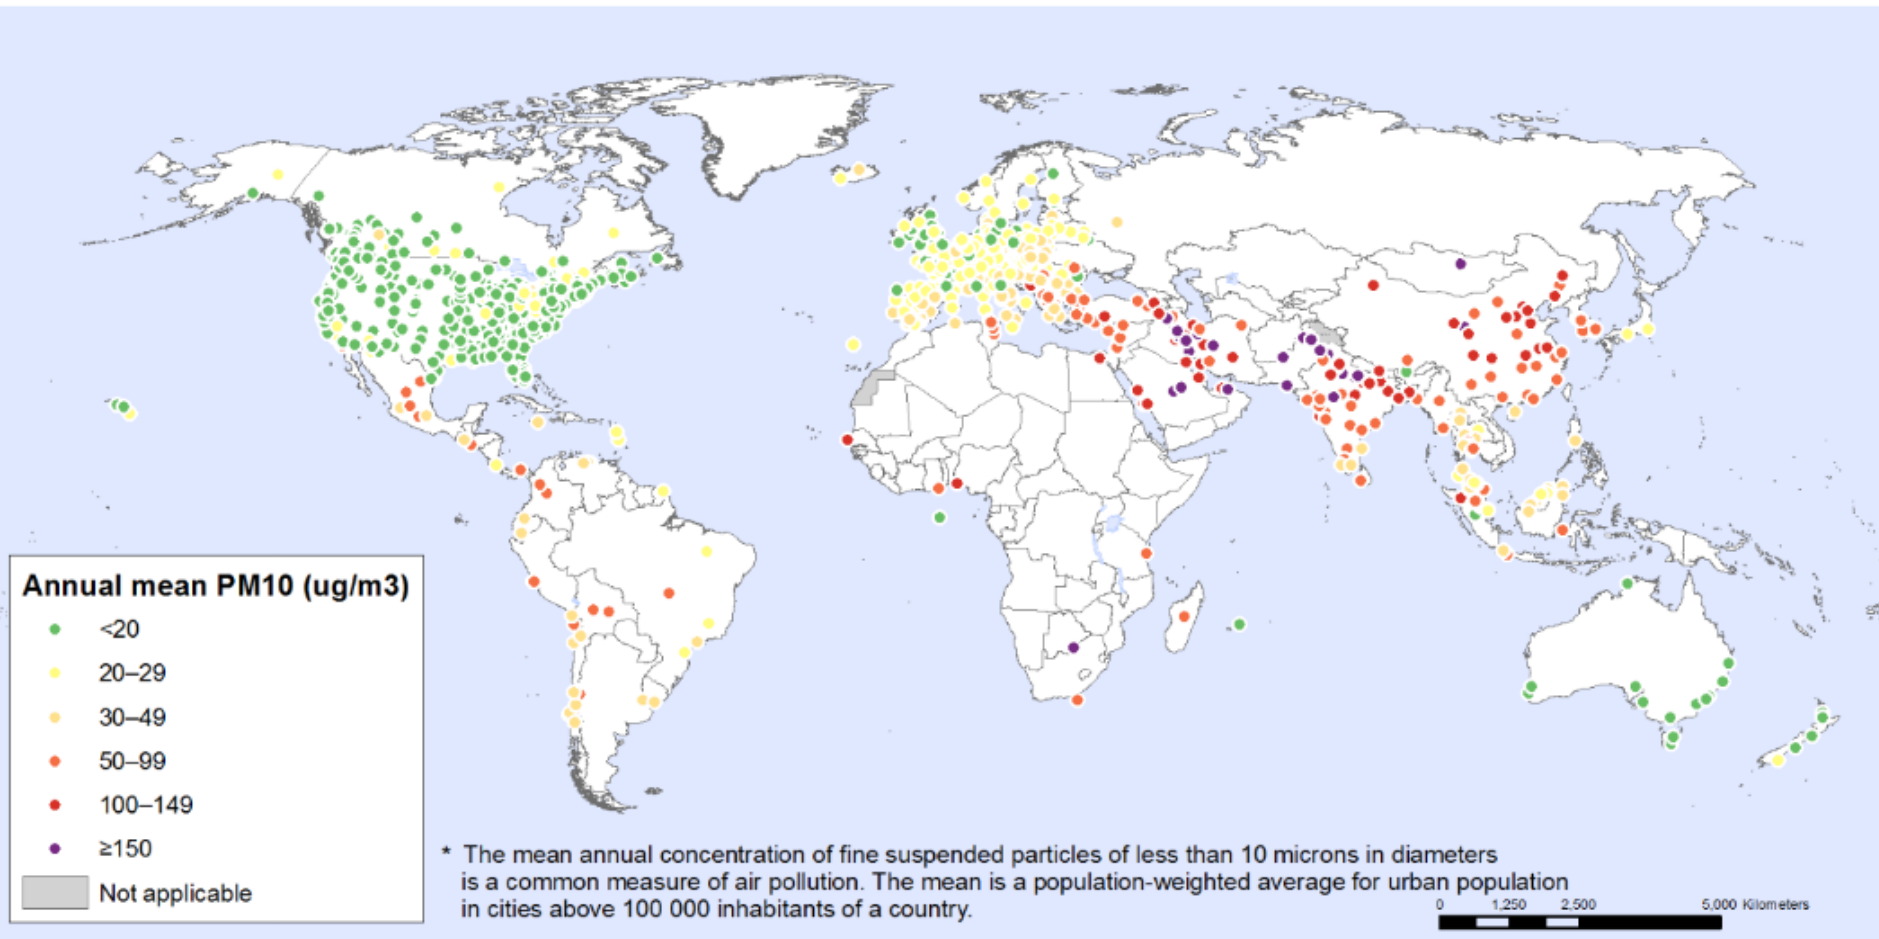 Annual mean PM10 (ug/m3)
<20
20–29
30–49
50–99
100–149
≥150
Not applicable
* The mean annual concentration of fine suspended particles of less than 10 microns in diameters
is a common measure of air pollution. The mean is a population-weighted average for urban population
in cities above 100 000 inhabitants of a country.
0 1,250 2,500 5,000 Kilometers